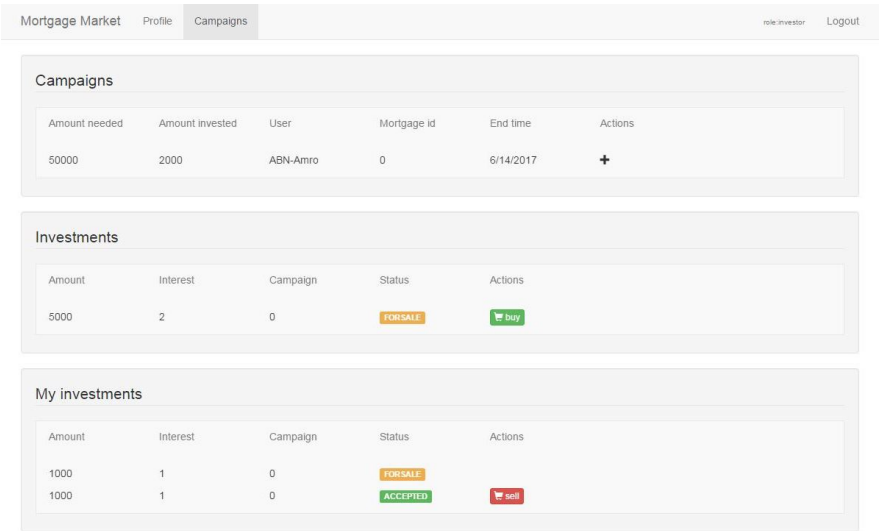 Mortgage Market Profile Campaigns role:investor Logout
Campaigns
Amount needed Amount invested User Mortgage id End time Actions
50000 2000 ABN-Amro 0 6/14/2017
Investments
Amount Interest Campaign Status Actions
5000 2 0 FORSALE buy
My investments
Amount Interest Campaign Status Actions
1000 1 0 FORSALE
1000 1 0 ACCEPTED sell